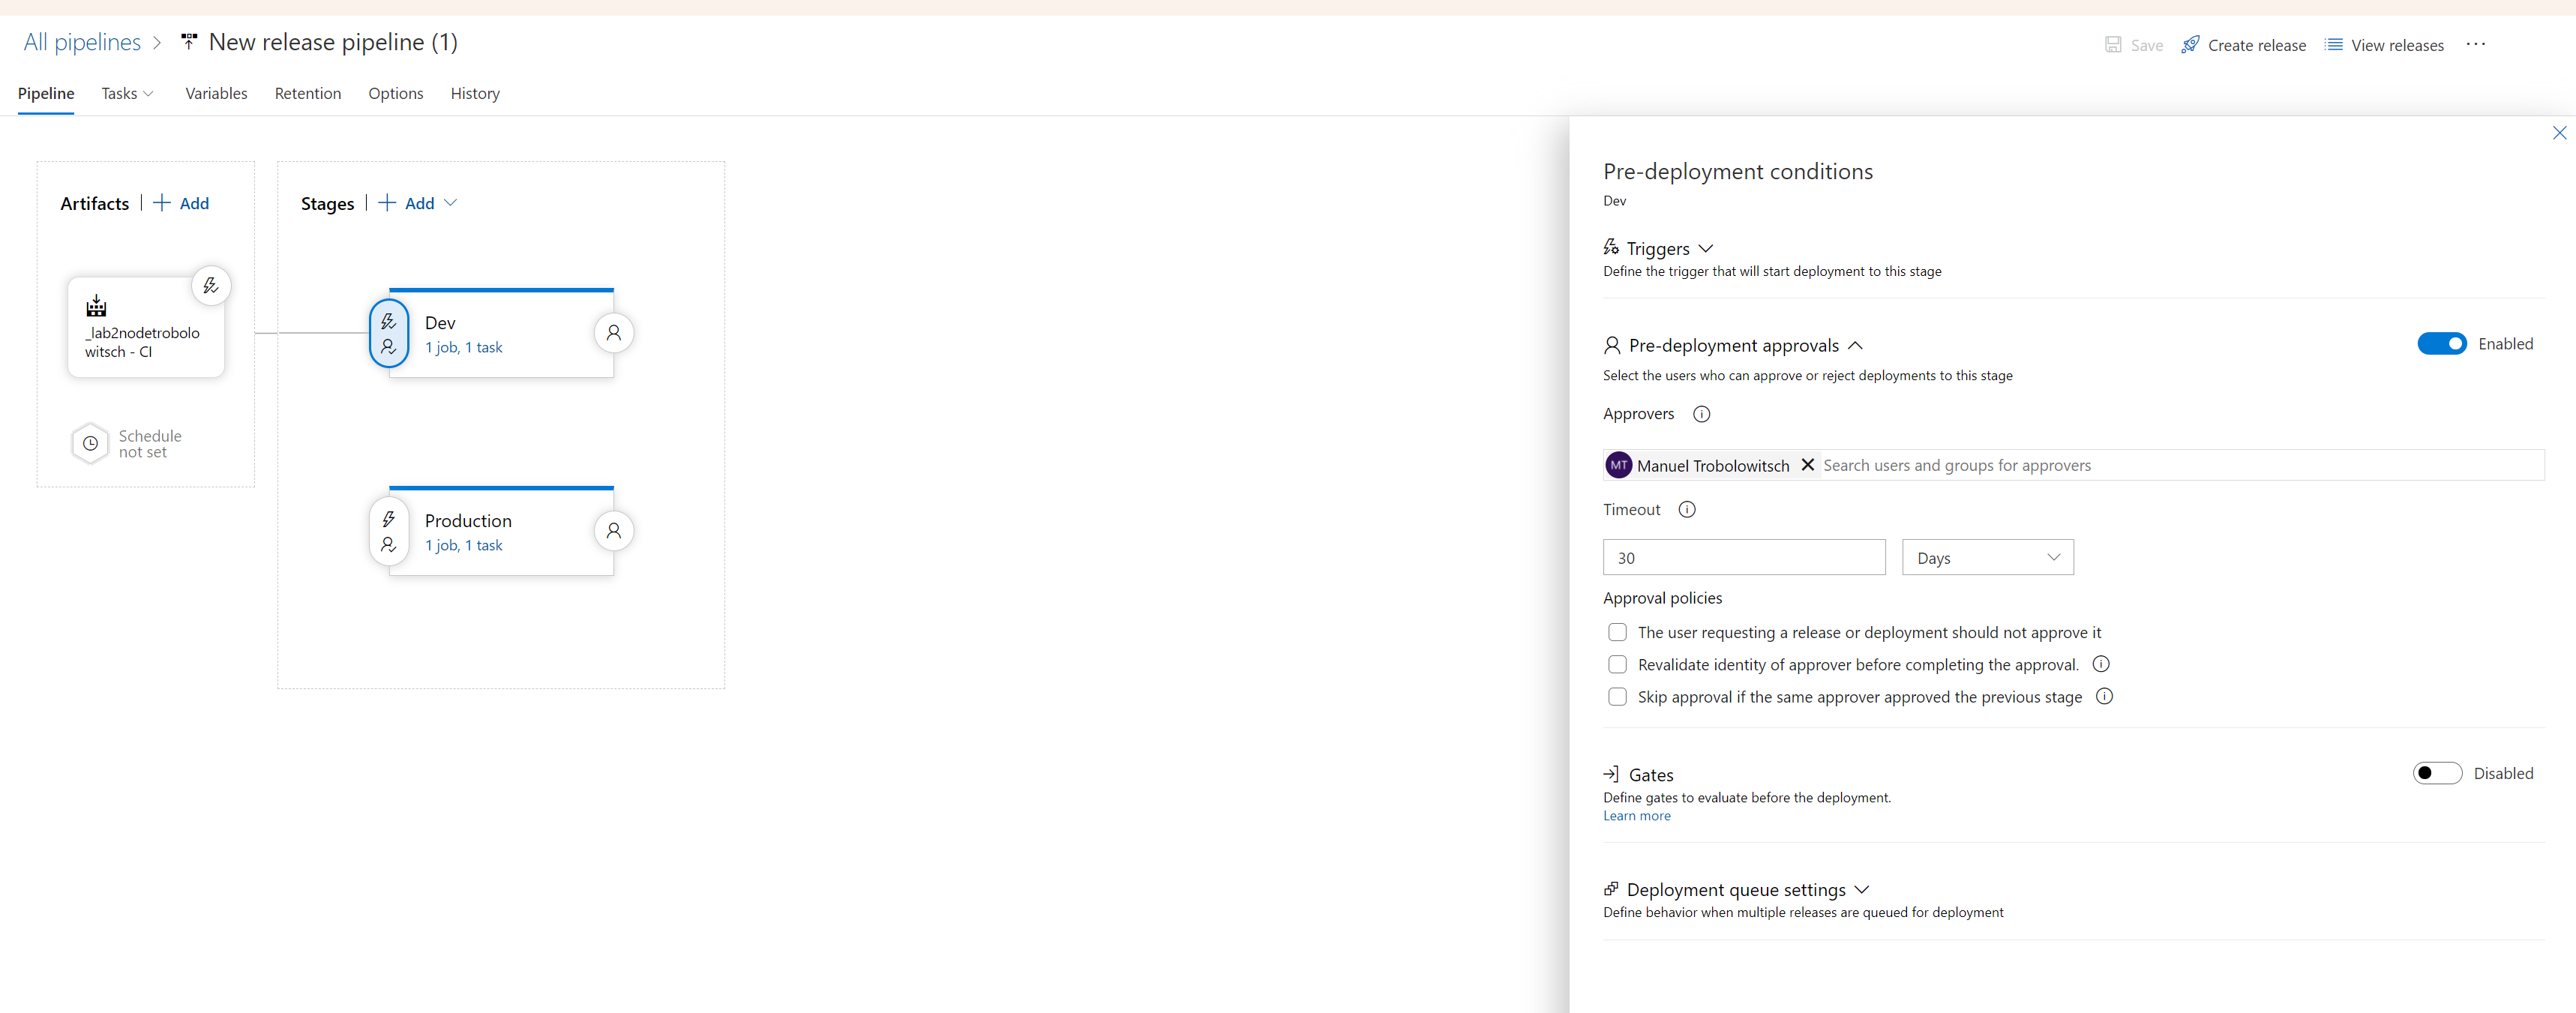 All pipelines > New release pipeline (1)
Save Create release View releases ...
Pipeline Tasks Variables Retention Options History
Artifacts | + Add
_lab2nodetrobolo
witsch - CI
Schedule
not set
Stages | + Add
Dev
1 job, 1 task
Production
1 job, 1 task
Pre-deployment conditions
Dev
Triggers
Define the trigger that will start deployment to this stage
Pre-deployment approvals
Enabled
Select the users who can approve or reject deployments to this stage
Approvers
MT Manuel Trobolowitsch Search users and groups for approvers
Timeout
30 Days
Approval policies
The user requesting a release or deployment should not approve it
Revalidate identity of approver before completing the approval.
Skip approval if the same approver approved the previous stage
Gates
Disabled
Define gates to evaluate before the deployment.
Learn more
Deployment queue settings
Define behavior when multiple releases are queued for deployment